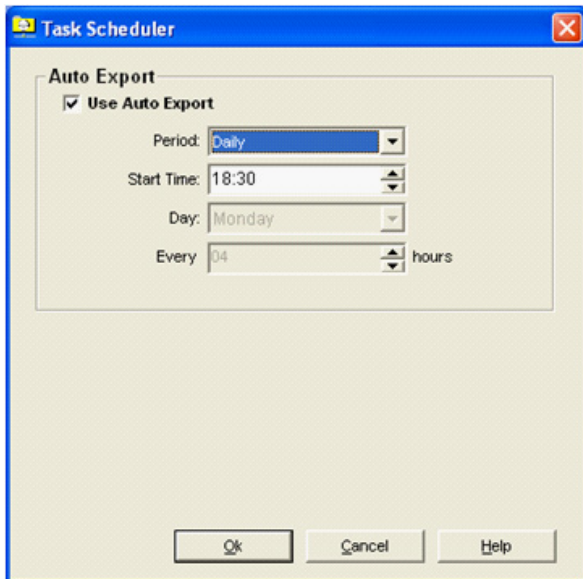 Task Scheduler
Auto Export
Use Auto Export
Period: Daily
Start Time: 18:30
Day: Monday
Every 04 hours
Ok Cancel Help